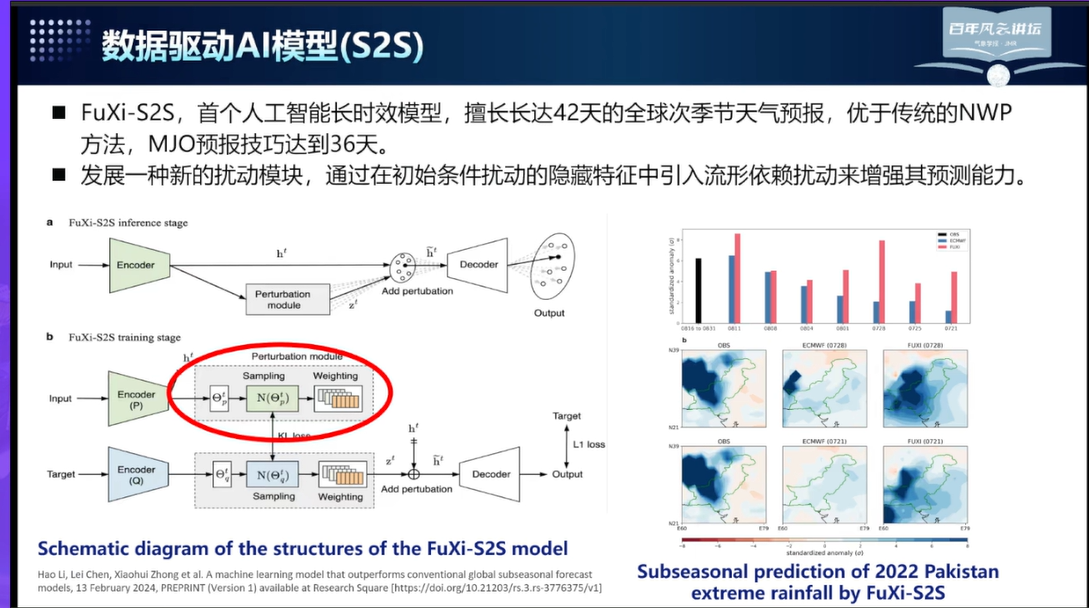 数据驱动AI模型(S2S)
百年风云讲坛
FuXi-S2S，首个人工智能长时效模型，擅长长达42天的全球次季节天气预报，优于传统的NWP
方法，MJO预报技巧达到36天。
发展一种新的扰动模块，通过在初始条件扰动的隐藏特征中引入流形依赖扰动来增强其预测能力。
a FuXi-S2S inference stage
Input
Encoder
h^t
Perturbation
module
z^t
h̃^t
Add pertubation
Decoder
Output
b FuXi-S2S training stage
h^t
Perturbation module
Sampling
Weighting
Input
Encoder
(P)
Θ_p^t
N(Θ_p^t)
KL loss
Target
Encoder
(Q)
Θ_q^t
N(Θ_q^t)
Sampling
Weighting
z^t
h^t
h̃^t
Add pertubation
Decoder
Output
Target
L1 loss
standardized anomaly (σ)
OBS
ECMWF
FUXI
0816 to 0831 0811 0808 0804 0801 0728 0725 0721
b
OBS ECMWF (0728) FUXI (0728)
N39
N21
OBS ECMWF (0721) FUXI (0721)
N39
N21
E60 E79 E60 E79 E60 E79
standardized anomaly (σ)
Schematic diagram of the structures of the FuXi-S2S model
Hao Li, Lei Chen, Xiaohui Zhong et al. A machine learning model that outperforms conventional global subseasonal forecast
models, 13 February 2024, PREPRINT (Version 1) available at Research Square [https://doi.org/10.21203/rs.3.rs-3776375/v1]
Subseasonal prediction of 2022 Pakistan
extreme rainfall by FuXi-S2S